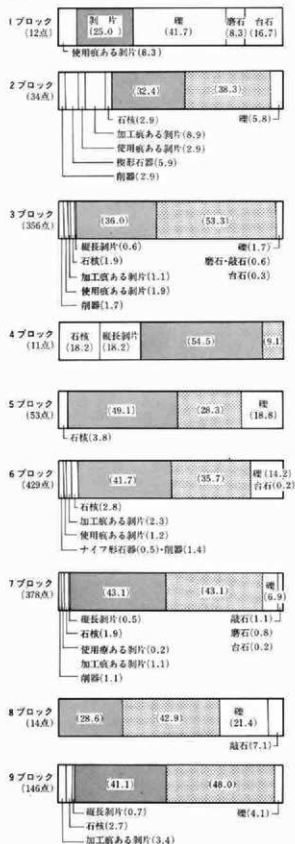 1ブロック 剥片 礫 磨石 台石
(12点) (25.0) (41.7) (8.3) (16.7)
使用痕ある剥片(8.3)
2ブロック
(34点) (32.4) (38.3)
石核(2.9) 礫(5.8)
加工痕ある剥片(8.9)
使用痕ある剥片(2.9)
楔形石器(5.9)
削器(2.9)
3ブロック
(356点) (36.0) (53.3)
縦長剥片(0.6) 礫(1.7)
石核(1.9) 磨石・敲石(0.6)
加工痕ある剥片(1.1) 台石(0.3)
使用痕ある剥片(1.9)
削器(1.7)
4ブロック 石核 縦長剥片
(11点) (18.2) (18.2) (54.5) (9.1)
5ブロック 礫
(53点) (49.1) (28.3) (18.8)
石核(3.8)
6ブロック 礫(14.2)
(429点) (41.7) (35.7) 台石(0.2)
石核(2.8)
加工痕ある剥片(2.3)
使用痕ある剥片(1.2)
ナイフ形石器(0.5)・削器(1.4)
7ブロック 礫
(378点) (43.1) (43.1) (6.9)
縦長剥片(0.5) 敲石(1.1)
石核(1.9) 磨石(0.8)
使用痕ある剥片(0.2) 台石(0.2)
加工痕ある剥片(1.1)
削器(1.1)
8ブロック 礫
(14点) (28.6) (42.9) (21.4)
敲石(7.1)
9ブロック
(146点) (41.1) (48.0)
縦長剥片(0.7) 礫(4.1)
石核(2.7)
加工痕ある剥片(3.4)